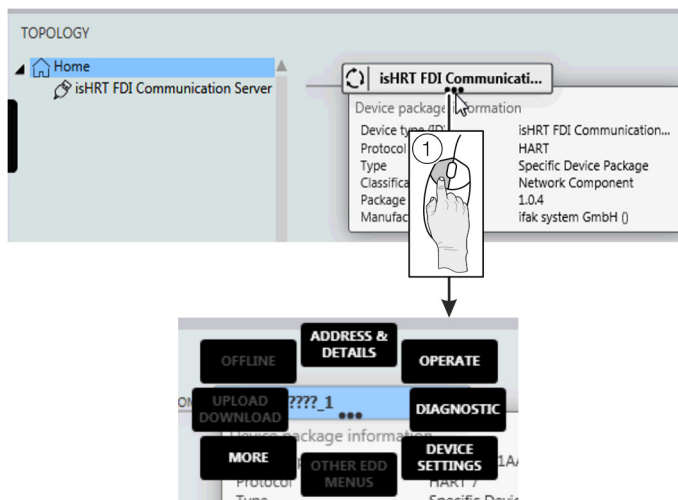 TOPOLOGY
Home
isHRT FDI Communication Server
isHRT FDI Communicati...
Device package information
Device type (ID)
isHRT FDI Communication...
Protocol
HART
Type
Specific Device Package
Network Component
Package
1.0.4
ifak system GmbH ()
1
ADDRESS &
DETAILS
OFFLINE
OPERATE
UPLOAD
DOWNLOAD
????_1
DIAGNOSTIC
Device package informa
MORE
OTHER EDD
MENUS
DEVICE
SETTINGS
Protocol
HART 7
Type